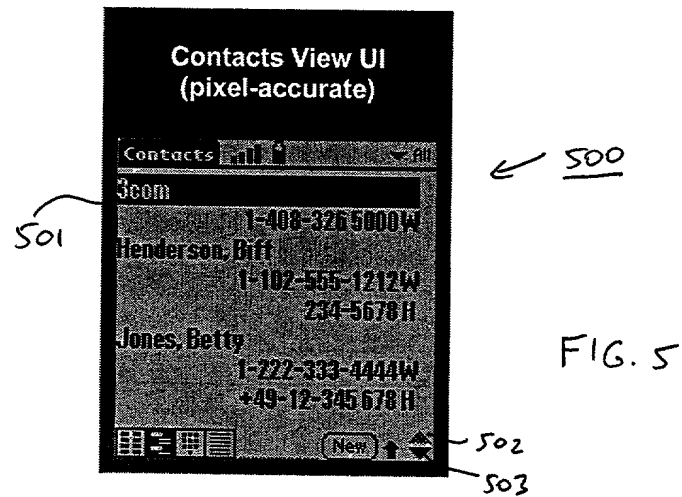 Contacts View UI
(pixel-accurate)
Contacts All
3com
1-408-326 5000 W
Henderson, Biff
1-102-555-1212 W
234-5678 H
Jones, Betty
1-222-333-4444 W
+49-12-345 678 H
New
500
501
FIG. 5
502
503